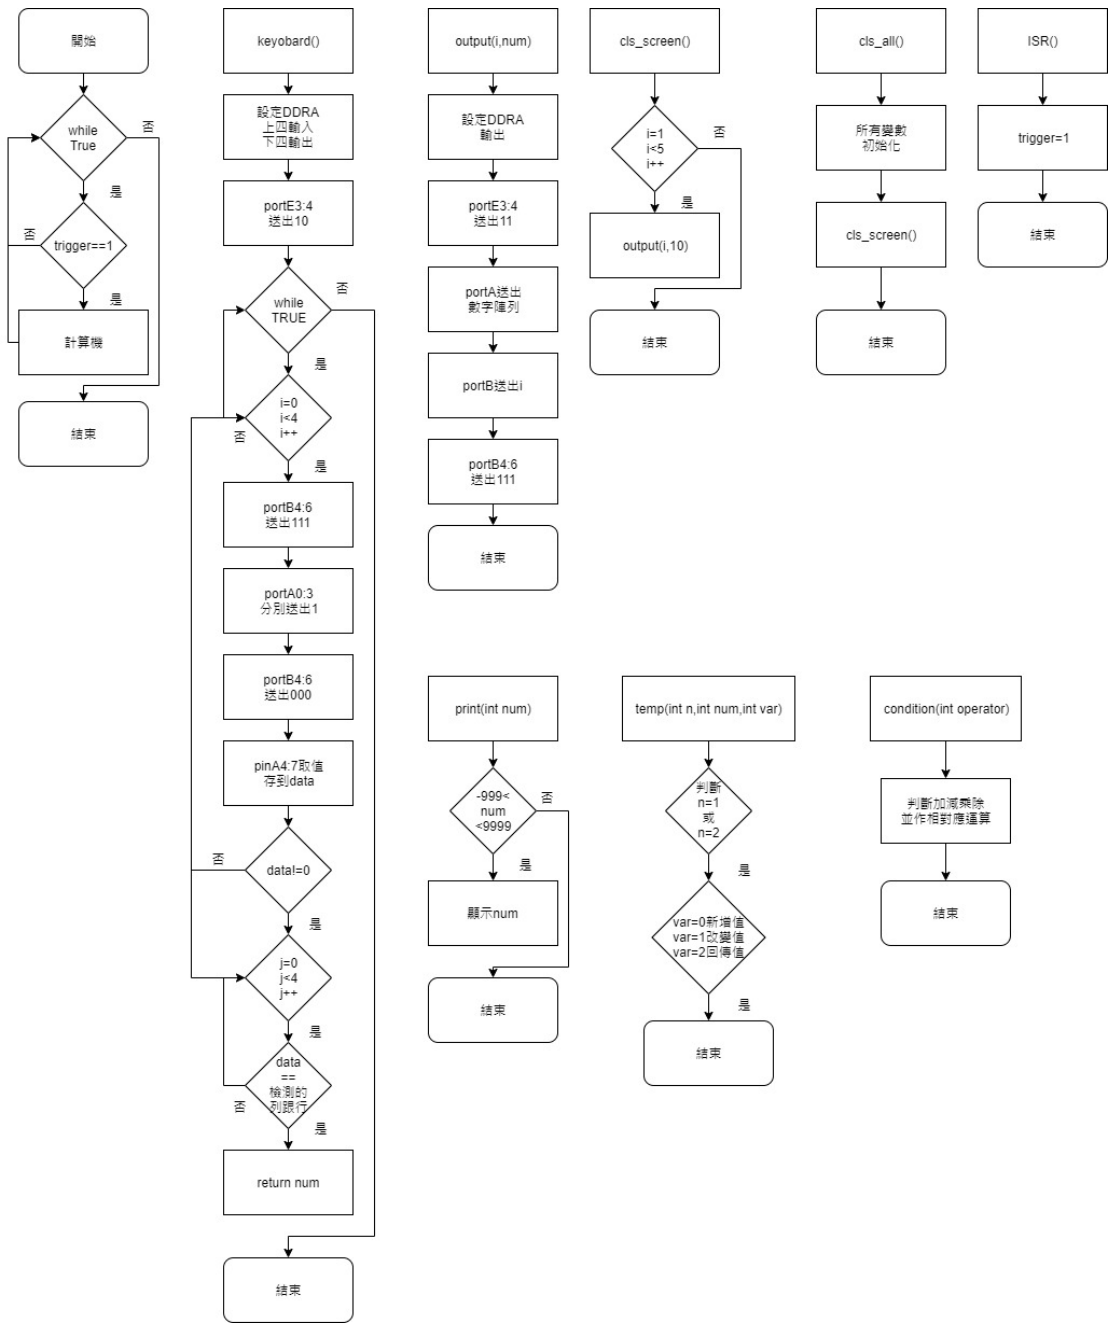 開始
while
True
否
是
trigger==1
否
是
計算機
結束
keyobard()
設定DDRA
上四輸入
下四輸出
portE3:4
送出10
while
TRUE
否
是
i=0
i<4
i++
否
是
portB4:6
送出111
portA0:3
分別送出1
portB4:6
送出000
pinA4:7取值
存到data
data!=0
否
是
j=0
j<4
j++
是
data
==
檢測的
列跟行
否
是
return num
結束
output(i,num)
設定DDRA
輸出
portE3:4
送出11
portA送出
數字陣列
portB送出i
portB4:6
送出111
結束
cls_screen()
i=1
i<5
i++
否
是
output(i,10)
結束
cls_all()
所有變數
初始化
cls_screen()
結束
ISR()
trigger=1
結束
print(int num)
-999<
num
<9999
否
是
顯示num
結束
temp(int n,int num,int var)
判斷
n=1
或
n=2
是
var=0新增值
var=1改變值
var=2回傳值
是
結束
condition(int operator)
判斷加減乘除
並作相對應運算
結束